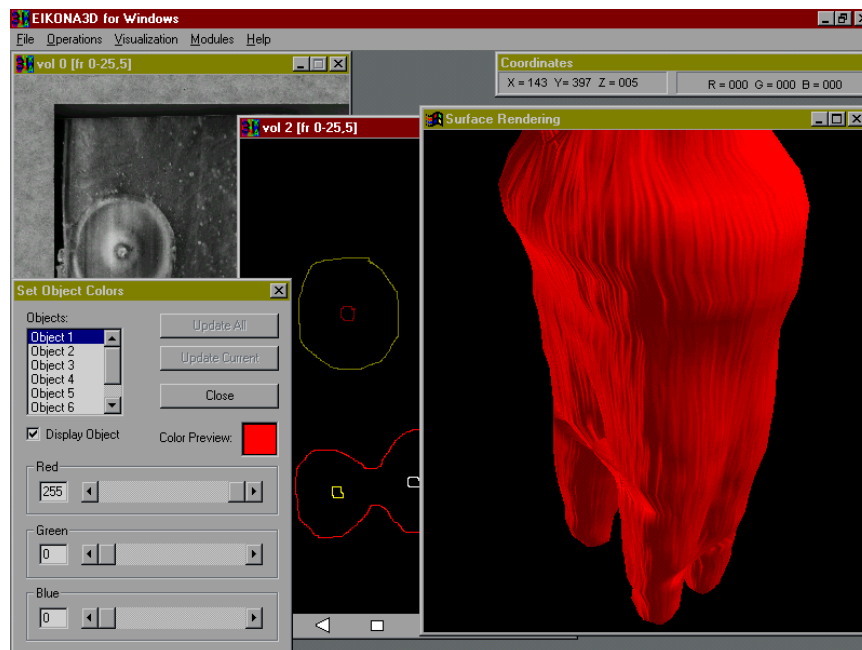 EIKONA3D for Windows
File Operations Visualization Modules Help
vol 0 [fr 0-25,5]
Coordinates
X = 143 Y= 397 Z = 005
R = 000 G = 000 B = 000
vol 2 [fr 0-25,5]
Surface Rendering
Set Object Colors
Objects:
Object 1
Object 2
Object 3
Object 4
Object 5
Object 6
Update All
Update Current
Close
Display Object
Color Preview:
Red
255
Green
0
Blue
0